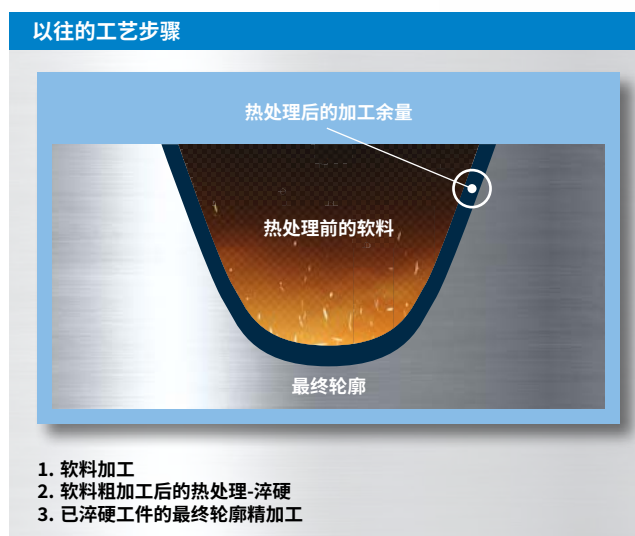 以往的工艺步骤
热处理后的加工余量
热处理前的软料
最终轮廓
1. 软料加工
2. 软料粗加工后的热处理-淬硬
3. 已淬硬工件的最终轮廓精加工